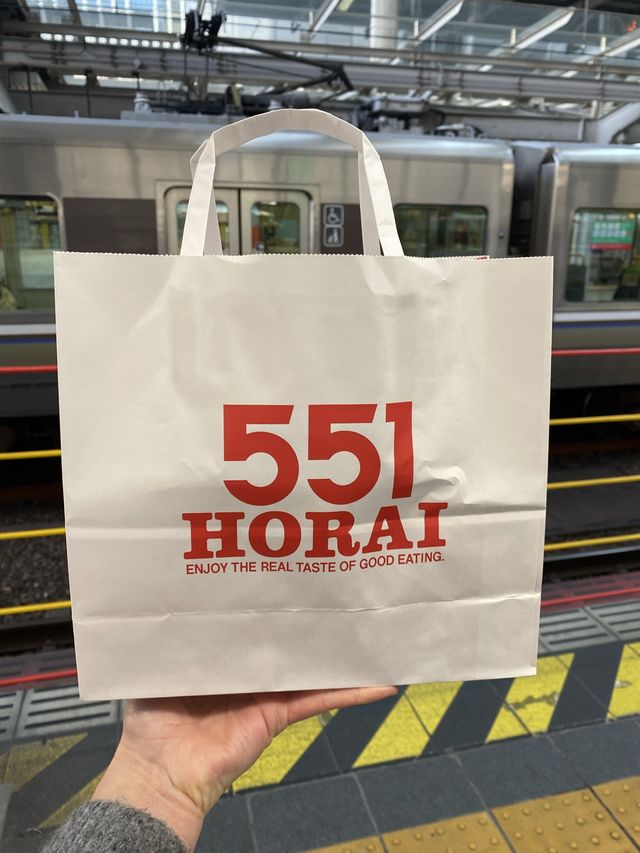 551
HORAI
ENJOY THE REAL TASTE OF GOOD EATING.